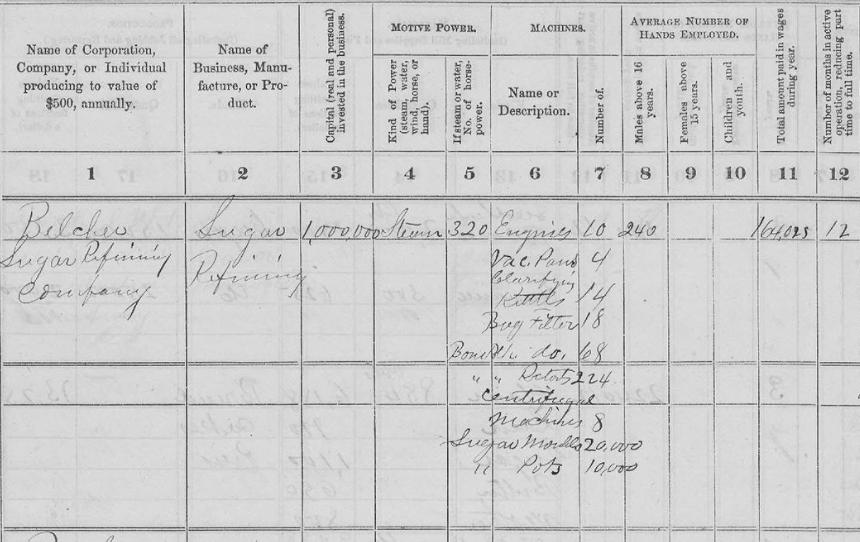 MOTIVE POWER.
MACHINES.
AVERAGE NUMBER OF
HANDS EMPLOYED.
Name of Corporation,
Company, or Individual
producing to value of
$500, annually.
Name of
Business, Manu-
facture, or Pro-
duct.
Capital (real and personal)
invested in the business.
Kind of Power
(steam, water,
wind, horse, or
hand).
If steam or water,
No. of horse-
power.
Name or
Description.
Number of.
Males above 16
years.
Females above
15 years.
Children and
youth.
Total amount paid in wages
during year.
Number of months in active
operation, reducing part
time to full time.
1 2 3 4 5 6 7 8 9 10 11 12
Belcher Sugar 1,000,000 Steam 320 Engines 10 240 164,025 12
Sugar Refining Refining Vac. Pans 4
Company Clarifying
Kettles 14
Bag Filters 18
Bone do. 68
" " Retorts 224
Centrifugal
Machines 8
Sugar Moulds 20,000
" Pots 10,000